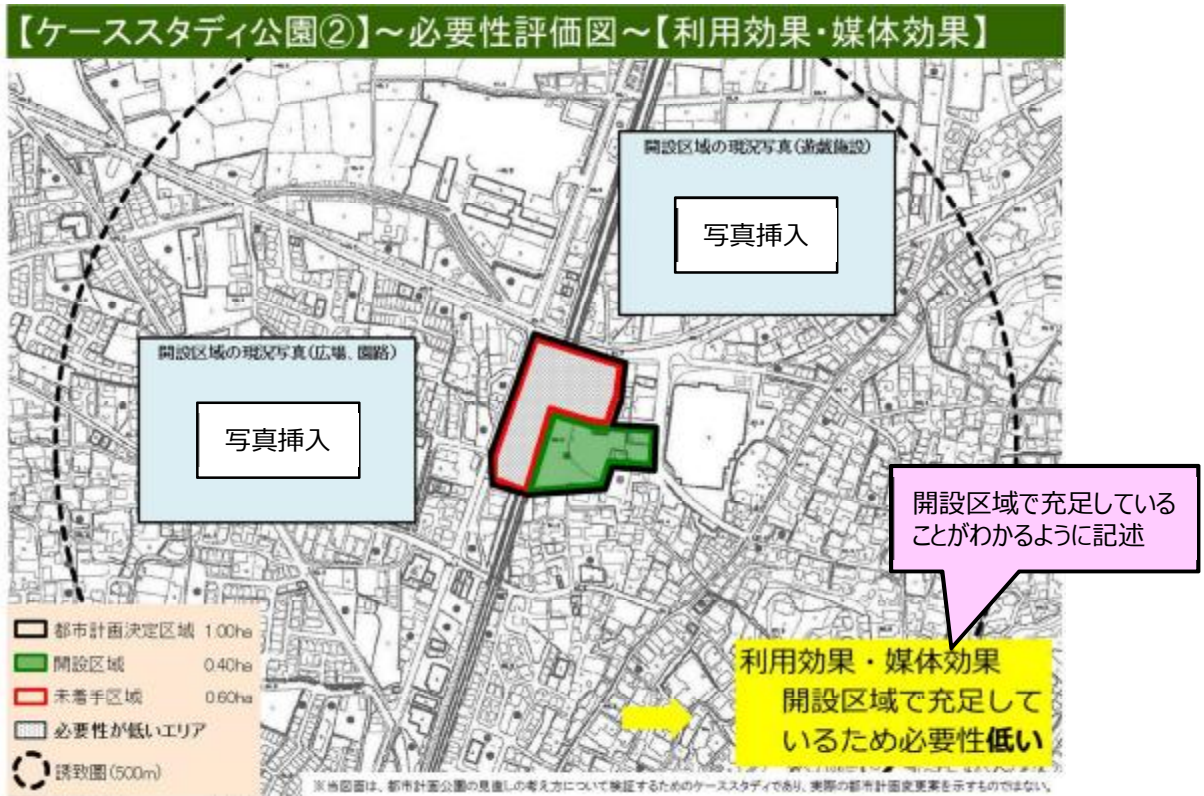 【ケーススタディ公園②】～必要性評価図～【利用効果・媒体効果】
開設区域の現況写真(遊戯施設)
写真挿入
開設区域の現況写真(広場、園路)
写真挿入
開設区域で充足している
ことがわかるように記述
都市計画決定区域 1.00ha
開設区域 0.40ha
未着手区域 0.60ha
必要性が低いエリア
誘致圏(500m)
利用効果・媒体効果
開設区域で充足して
いるため必要性低い
※当図面は、都市計画公園の見直しの考え方について検証するためのケーススタディであり、実際の都市計画変更案を示すものではない。